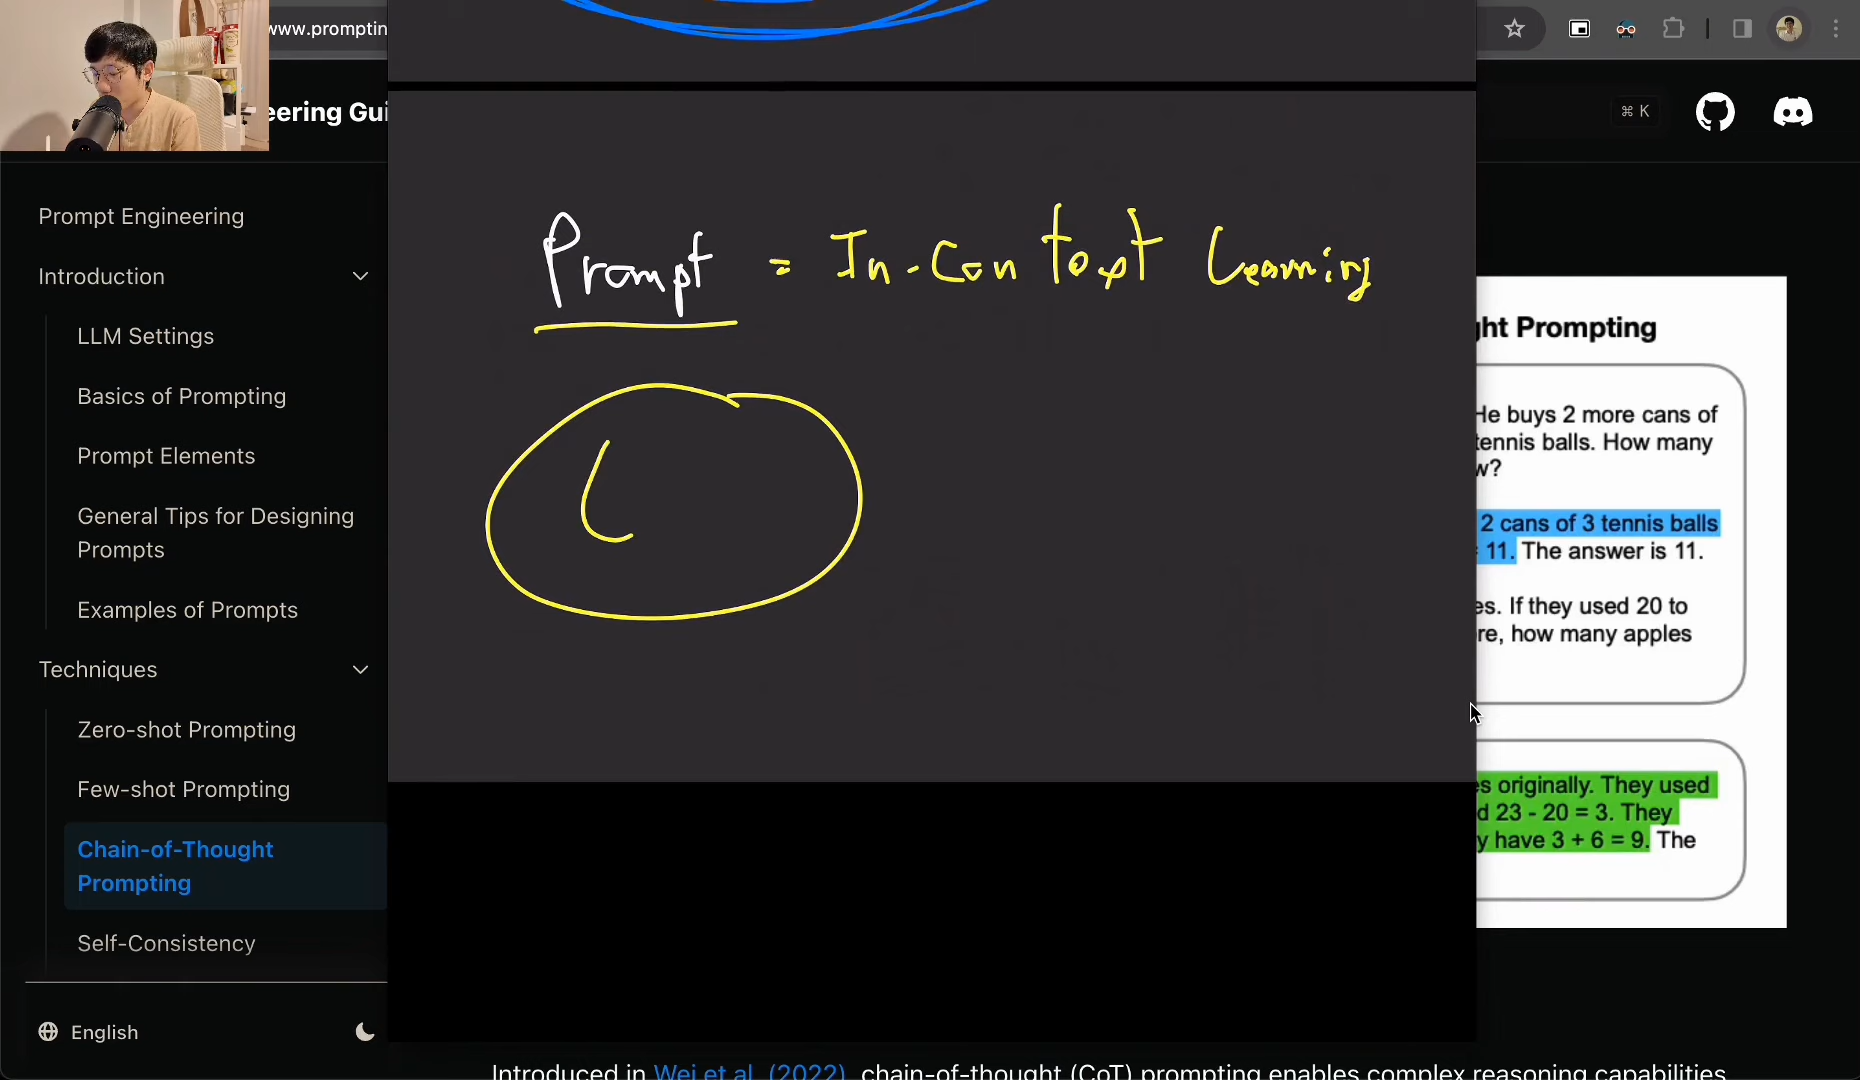 www.promptin
eering Gui
⌘ K
Prompt Engineering
Introduction
LLM Settings
Basics of Prompting
Prompt Elements
General Tips for Designing
Prompts
Examples of Prompts
Techniques
Zero-shot Prompting
Few-shot Prompting
Chain-of-Thought
Prompting
Self-Consistency
English
Prompt = In-Context Learning
L
ht Prompting
He buys 2 more cans of
tennis balls. How many
w?
2 cans of 3 tennis balls
= 11. The answer is 11.
es. If they used 20 to
re, how many apples
es originally. They used
d 23 - 20 = 3. They
y have 3 + 6 = 9. The
Introduced in Wei et al. (2022), chain-of-thought (CoT) prompting enables complex reasoning capabilities